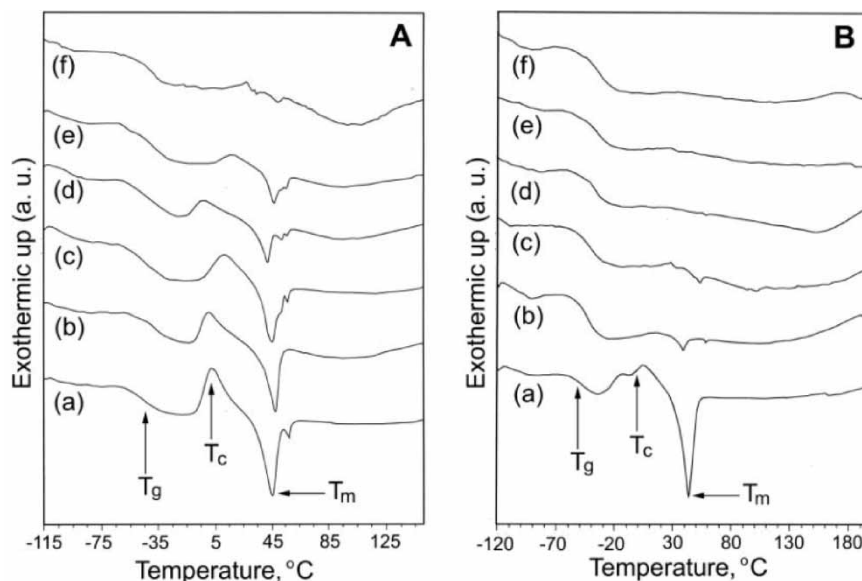 A
(f)
(e)
(d)
(c)
(b)
(a)
Tg
Tc
Tm
Exothermic up (a. u.)
-115 -75 -35 5 45 85 125
Temperature, °C
B
(f)
(e)
(d)
(c)
(b)
(a)
Tg
Tc
Tm
Exothermic up (a. u.)
-120 -70 -20 30 80 130 180
Temperature, °C